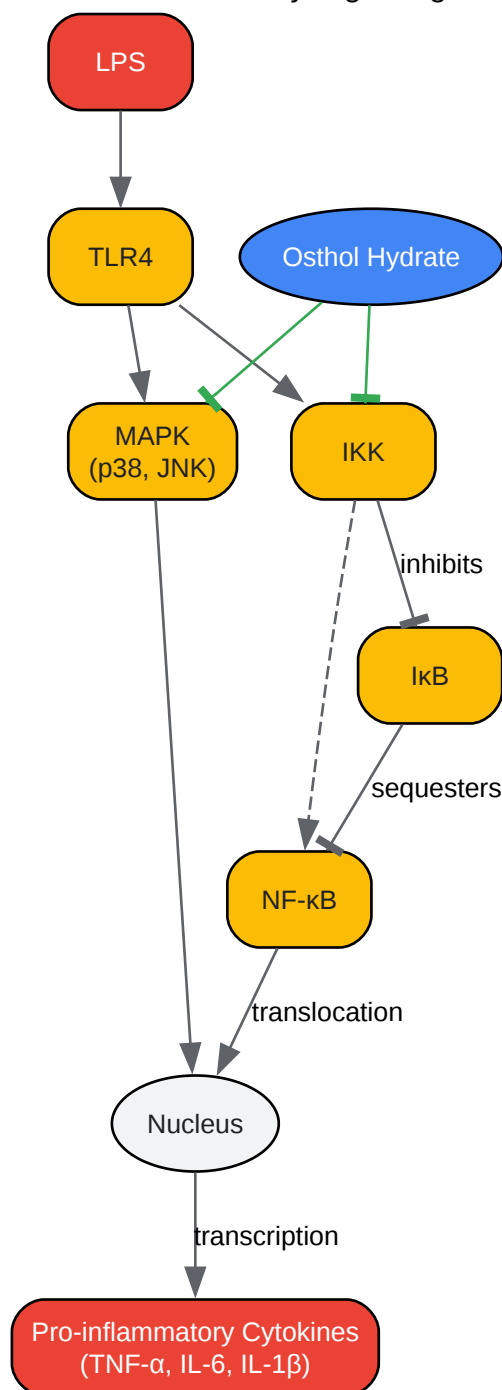 LPS
TLR4
Osthol Hydrate
MAPK
(p38, JNK)
IKK
inhibits
IκB
sequesters
NF-κB
translocation
Nucleus
transcription
Pro-inflammatory Cytokines
(TNF-α, IL-6, IL-1β)